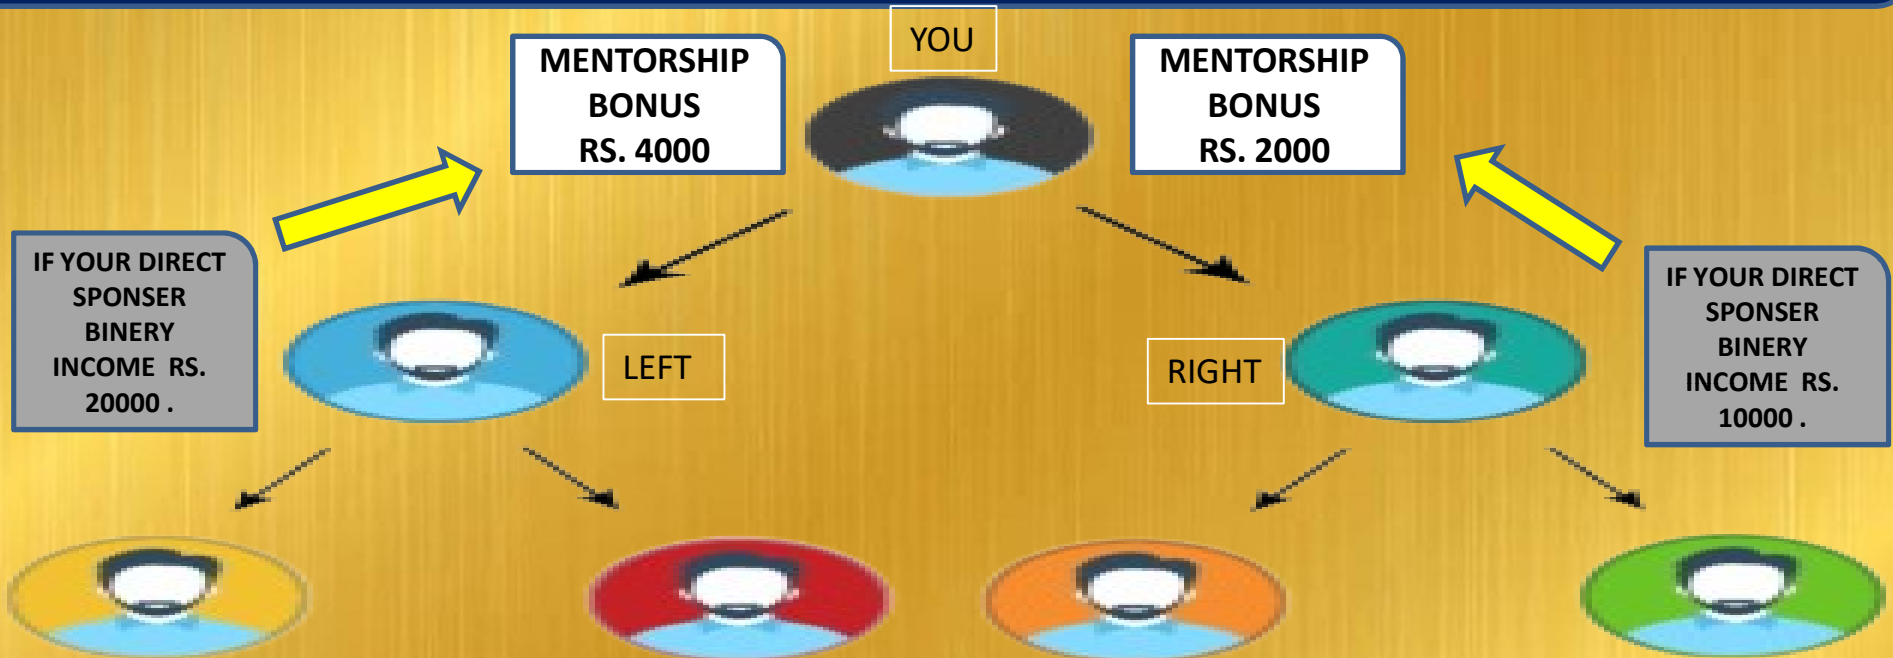 YOU
MENTORSHIP
BONUS
RS. 4000
MENTORSHIP
BONUS
RS. 2000
IF YOUR DIRECT
SPONSER
BINERY
INCOME RS.
20000 .
LEFT
RIGHT
IF YOUR DIRECT
SPONSER
BINERY
INCOME RS.
10000 .